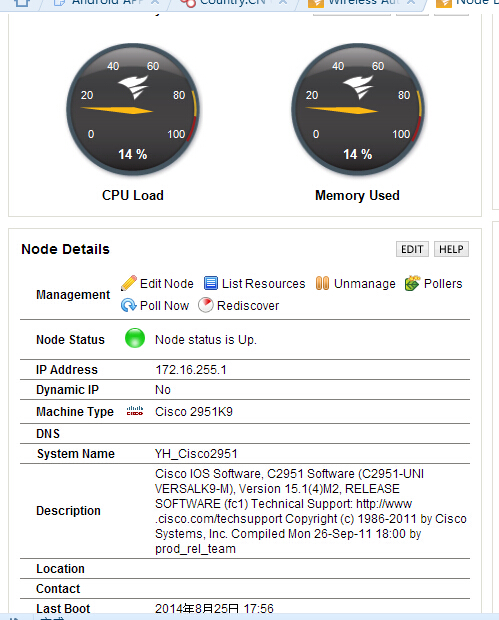 Android APP
Country.CN
Wireless Au
Node D
40 60
20 80
0 100
14 %
CPU Load
40 60
20 80
0 100
14 %
Memory Used
Node Details
EDIT HELP
Management
Edit Node List Resources Unmanage Pollers
Poll Now Rediscover
Node Status Node status is Up.
IP Address 172.16.255.1
Dynamic IP No
Machine Type cisco Cisco 2951K9
DNS
System Name YH_Cisco2951
Description
Cisco IOS Software, C2951 Software (C2951-UNI
VERSALK9-M), Version 15.1(4)M2, RELEASE
SOFTWARE (fc1) Technical Support: http://www
.cisco.com/techsupport Copyright (c) 1986-2011 by Cisco
Systems, Inc. Compiled Mon 26-Sep-11 18:00 by
prod_rel_team
Location
Contact
Last Boot 2014年8月25日 17:56